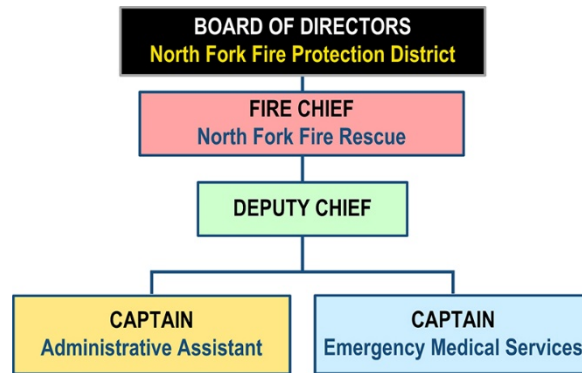 BOARD OF DIRECTORS
North Fork Fire Protection District
FIRE CHIEF
North Fork Fire Rescue
DEPUTY CHIEF
CAPTAIN
Administrative Assistant
CAPTAIN
Emergency Medical Services